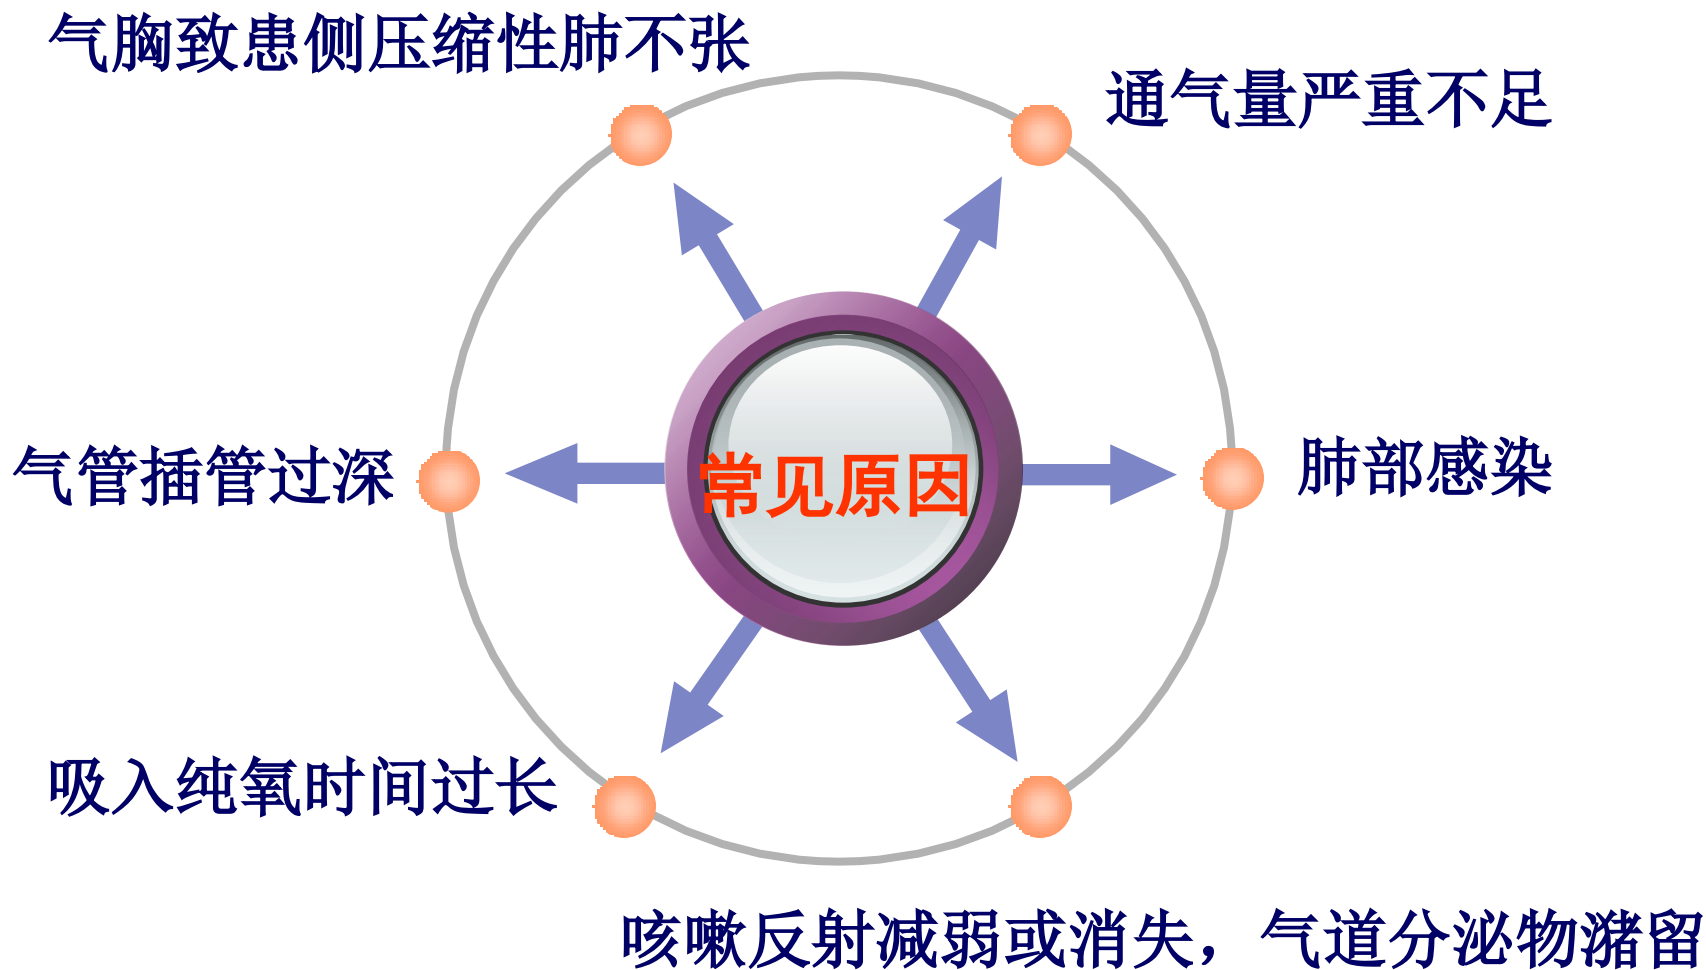 气胸致患侧压缩性肺不张
通气量严重不足
气管插管过深
常见原因
肺部感染
吸入纯氧时间过长
咳嗽反射减弱或消失，气道分泌物潴留